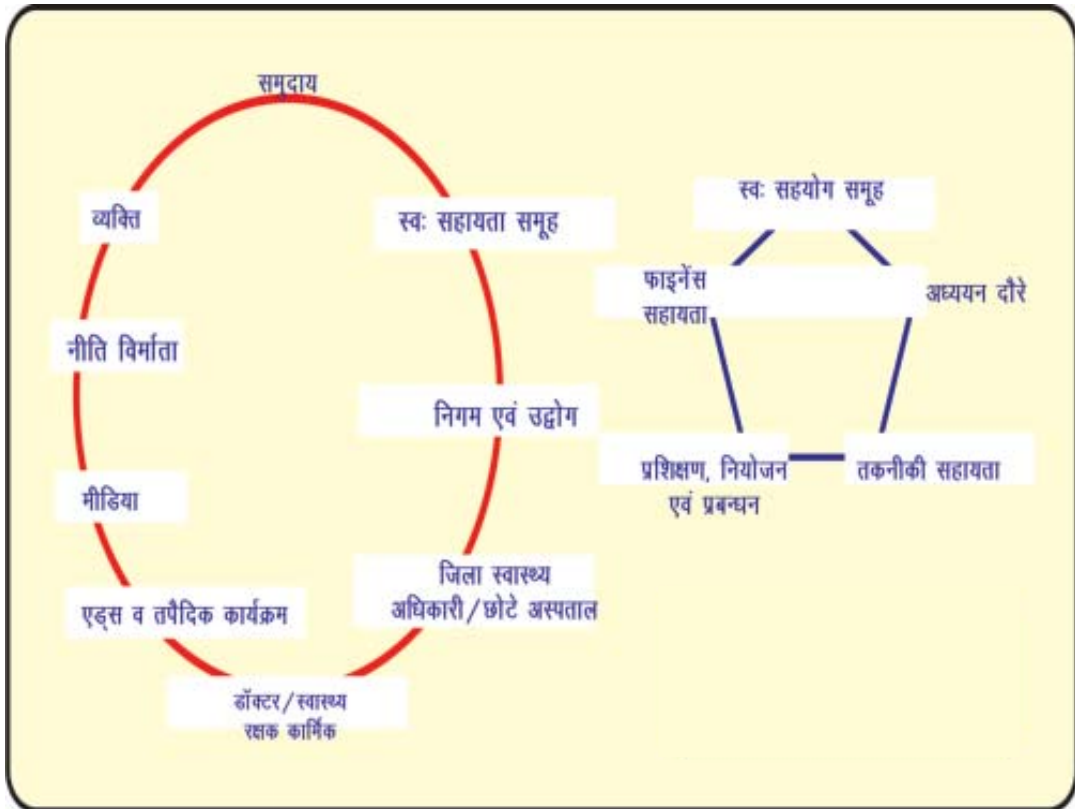 समुदाय
व्यक्ति
स्वः सहायता समूह
नीति विर्माता
निगम एवं उद्वोग
मीडिया
जिला स्वास्थ्य
अधिकारी/छोटे अस्पताल
एड्स व तपैदिक कार्यक्रम
डॉक्टर/स्वास्थ्य
रक्षक कार्मिक
स्वः सहयोग समूह
फाइनेंस
सहायता
अध्ययन दौरे
प्रशिक्षण, नियोजन
एवं प्रबन्धन
तकनीकी सहायता